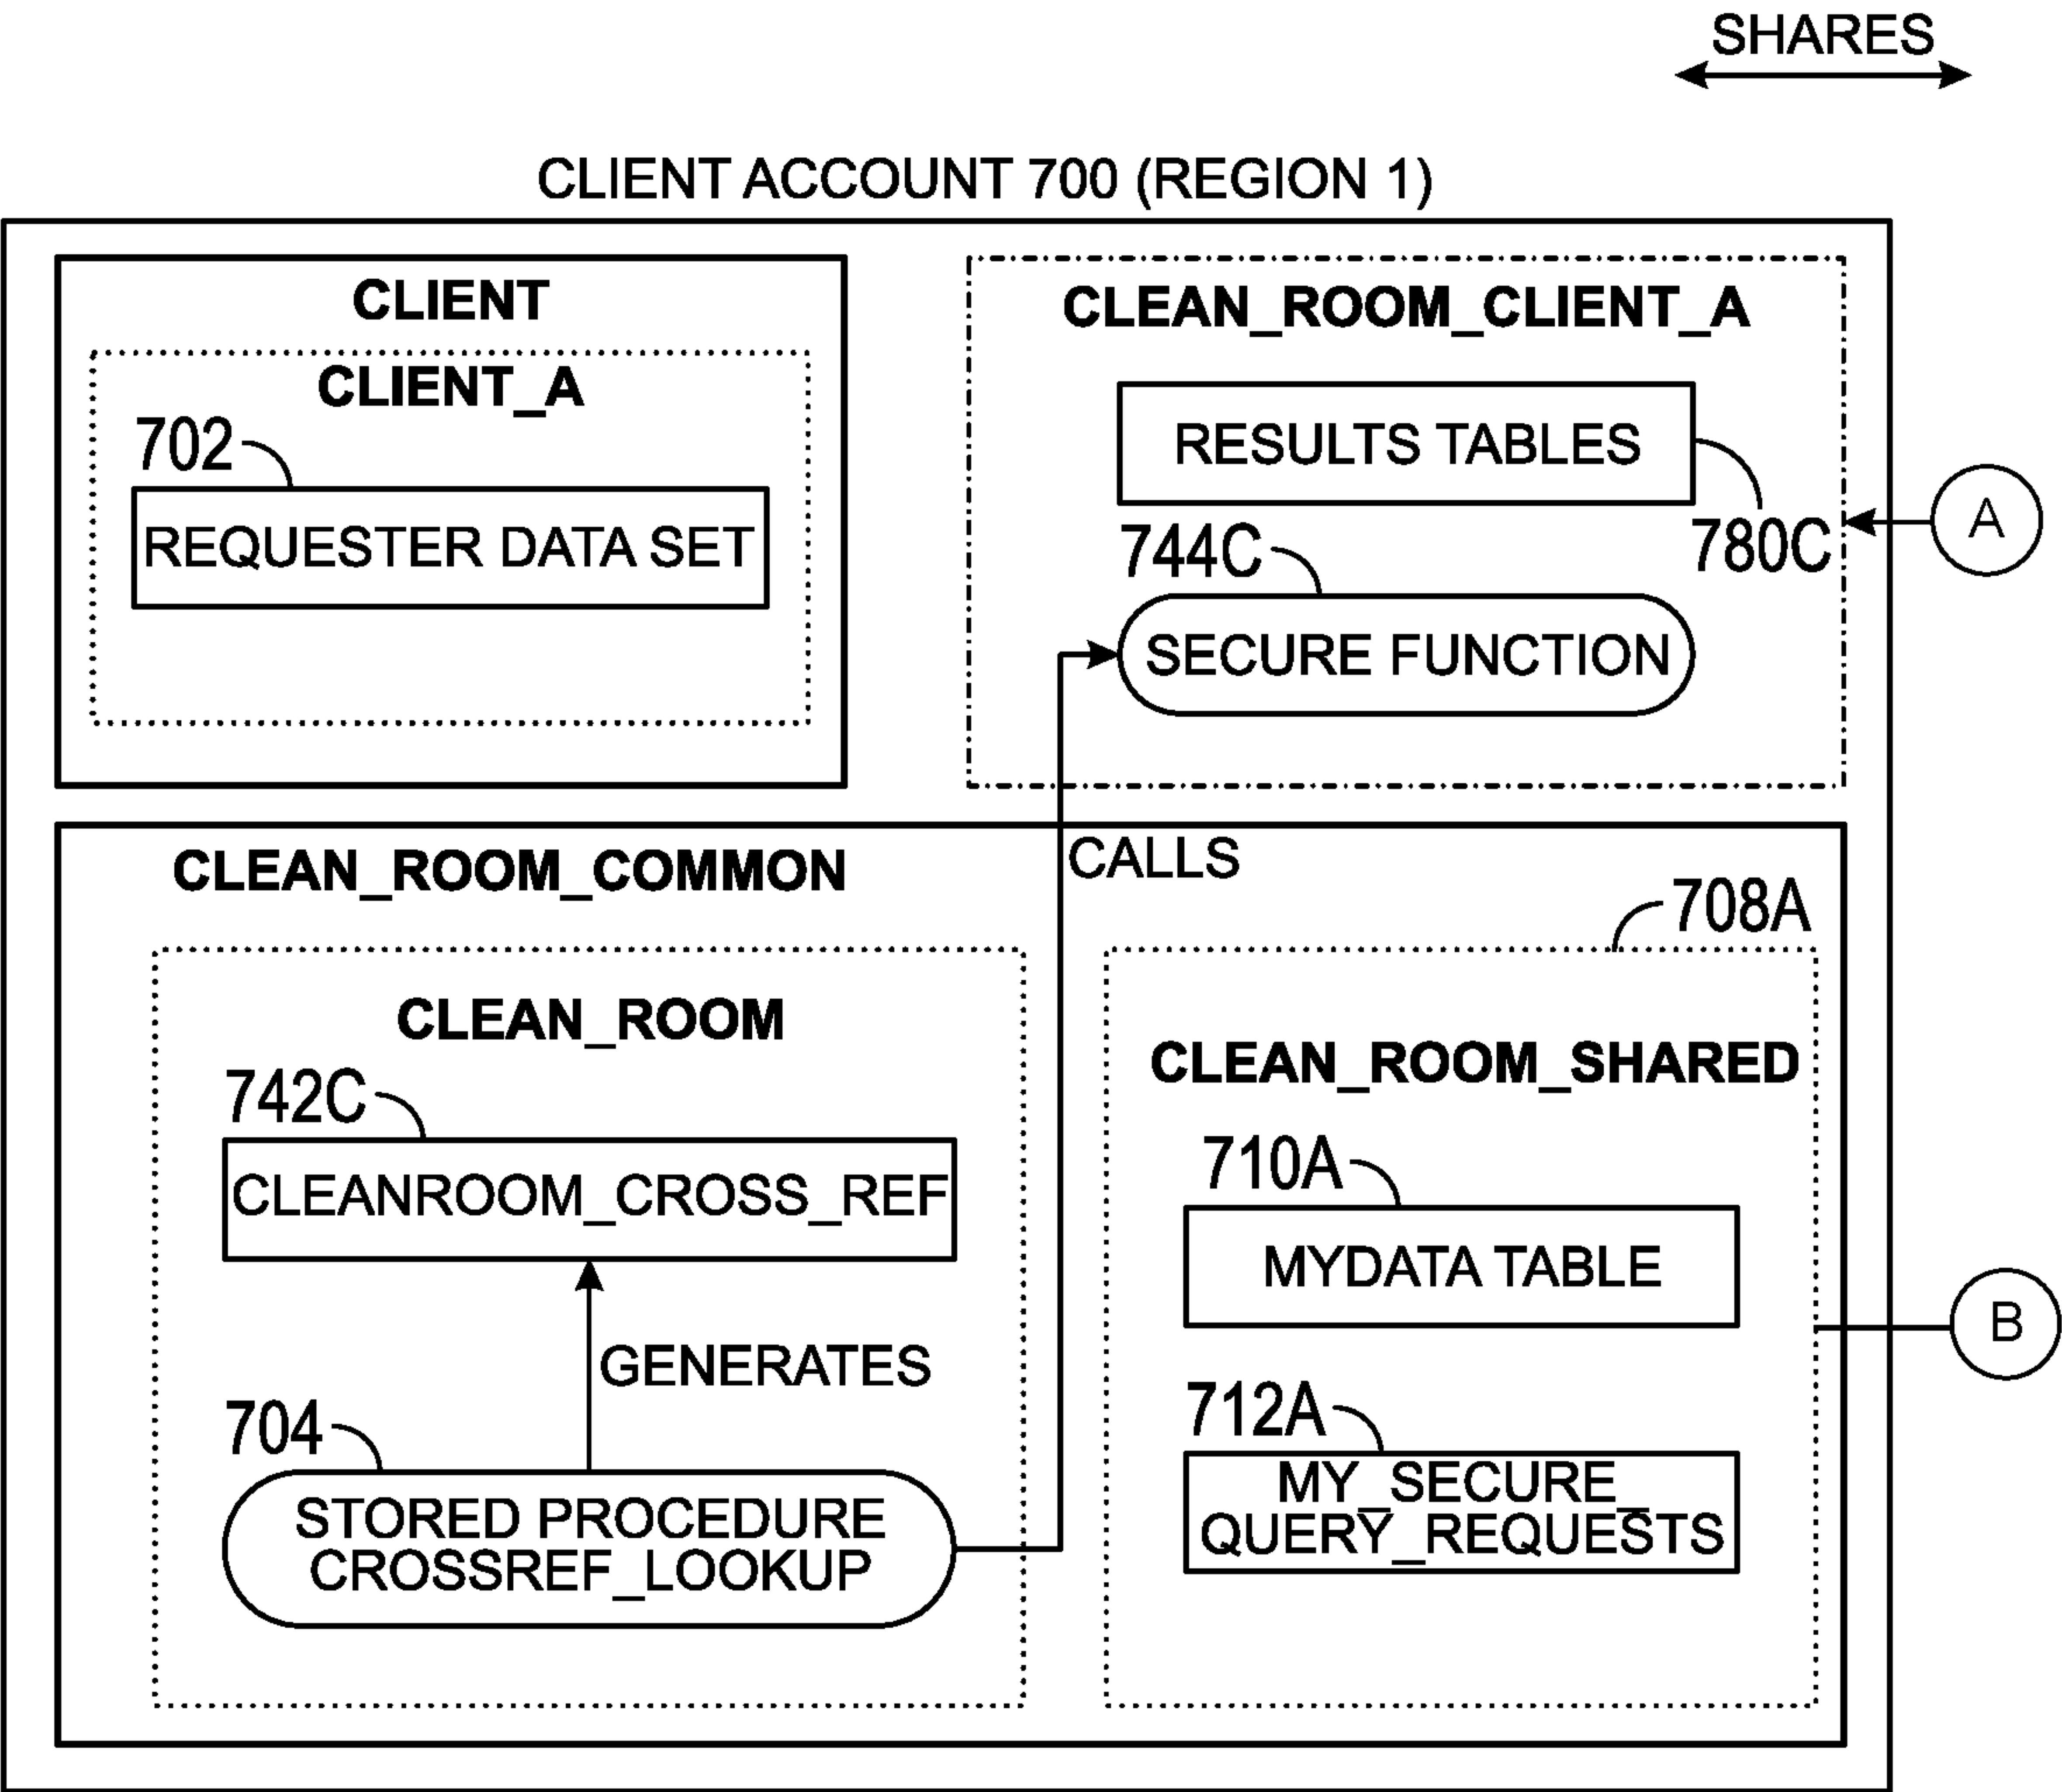 SHARES
CLIENT ACCOUNT 700 (REGION 1)
CLIENT
CLIENT_A
702
REQUESTER DATA SET
CLEAN_ROOM_CLIENT_A
RESULTS TABLES
780C
A
744C
SECURE FUNCTION
CLEAN_ROOM_COMMON
CALLS
CLEAN_ROOM
742C
CLEANROOM_CROSS_REF
GENERATES
704
STORED PROCEDURE
CROSSREF_LOOKUP
708A
CLEAN_ROOM_SHARED
710A
MYDATA TABLE
B
712A
MY_SECURE_
QUERY_REQUESTS